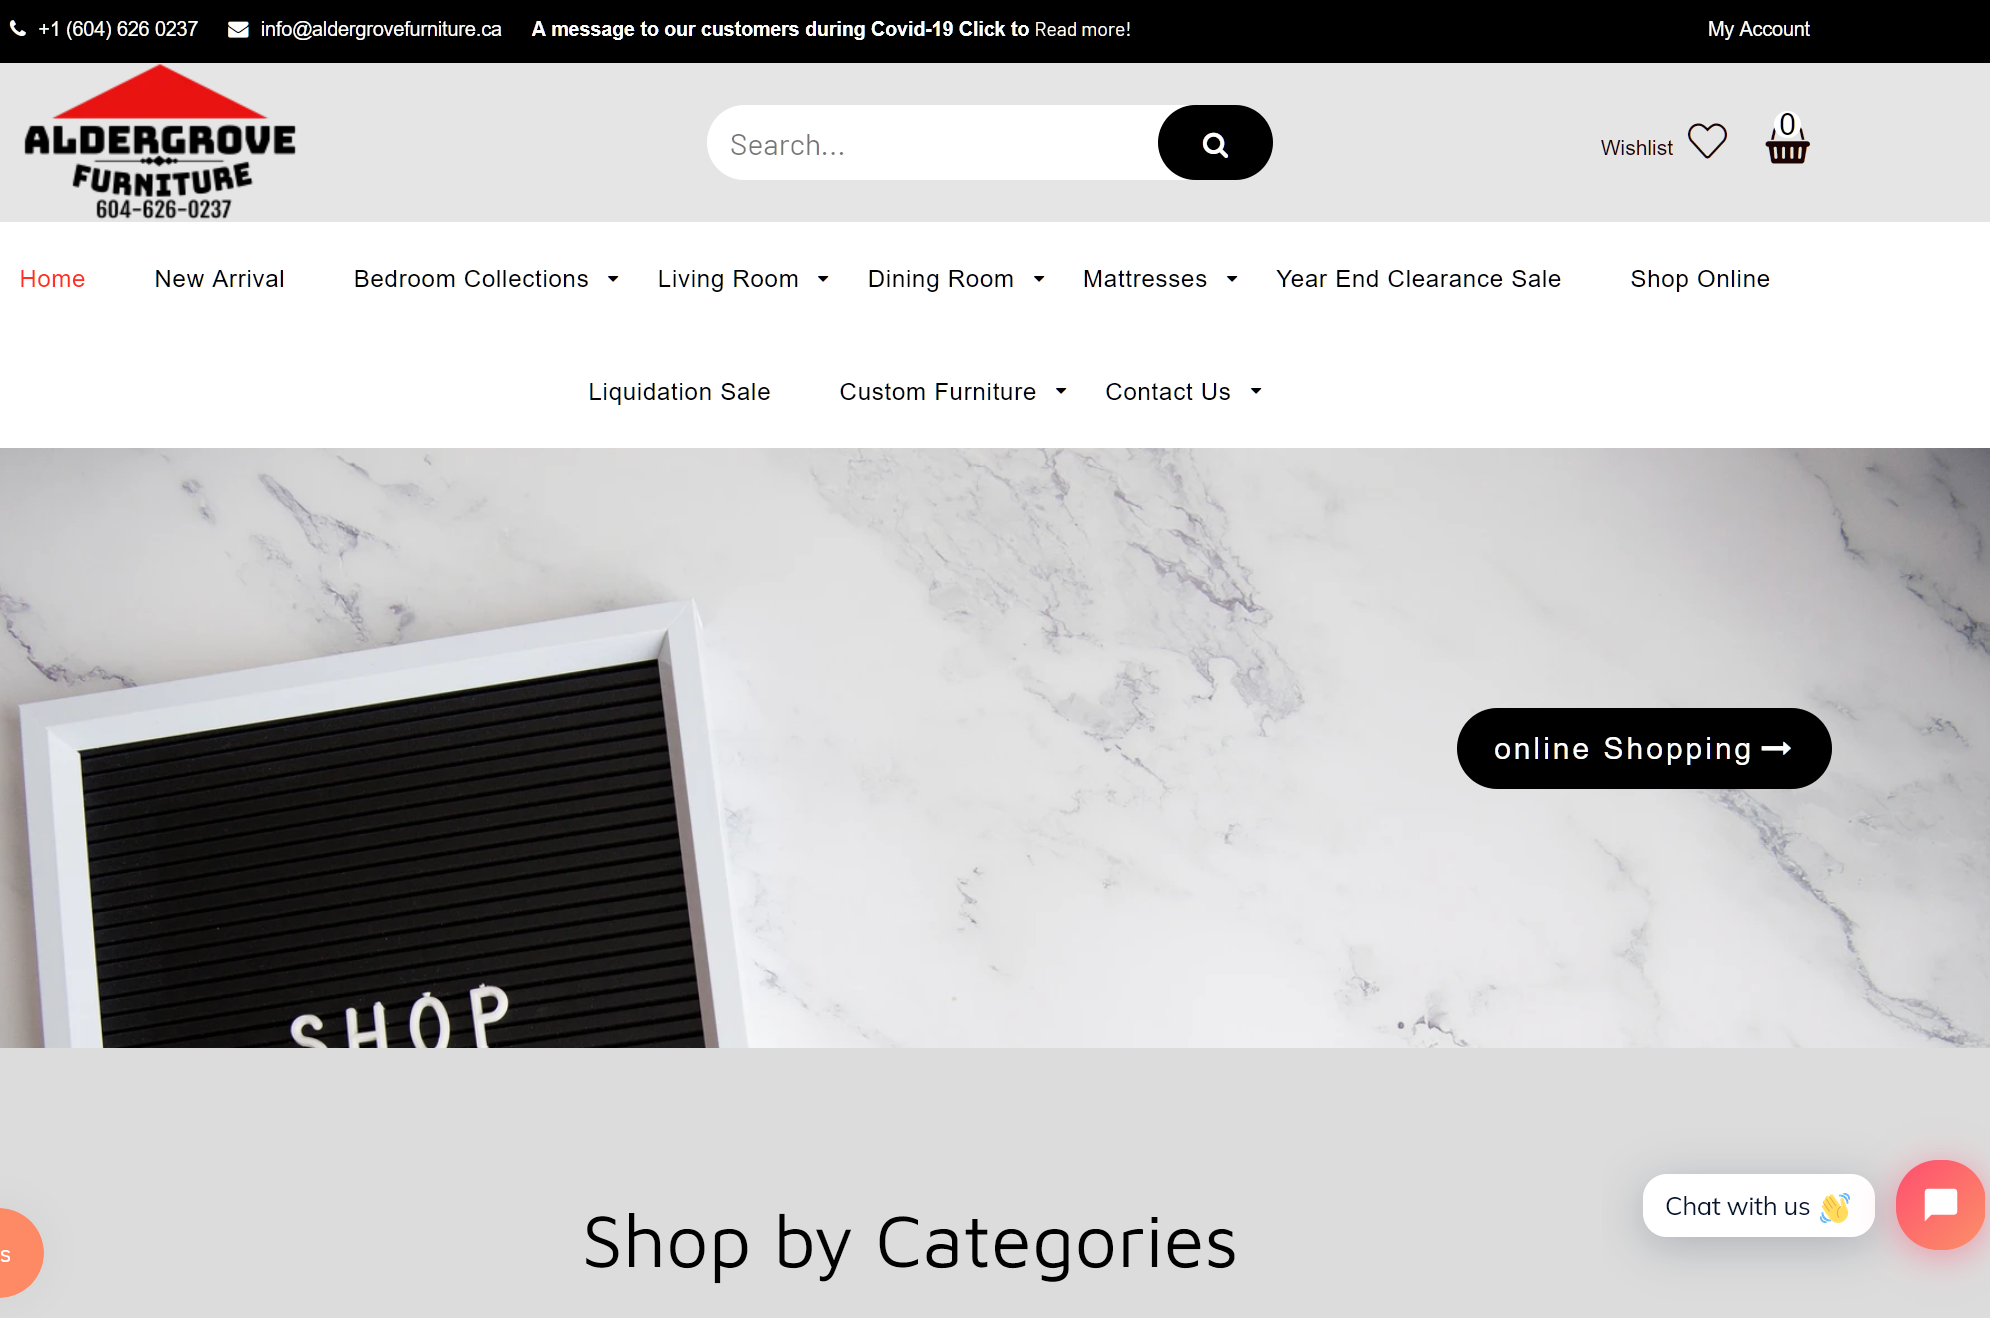 +1 (604) 626 0237 info@aldergrovefurniture.ca A message to our customers during Covid-19 Click to Read more! My Account
ALDERGROVE
FURNITURE
604-626-0237
Search...
Wishlist
0
Home New Arrival Bedroom Collections Living Room Dining Room Mattresses Year End Clearance Sale Shop Online
Liquidation Sale Custom Furniture Contact Us
online Shopping
SHOP
Chat with us
s
Shop by Categories